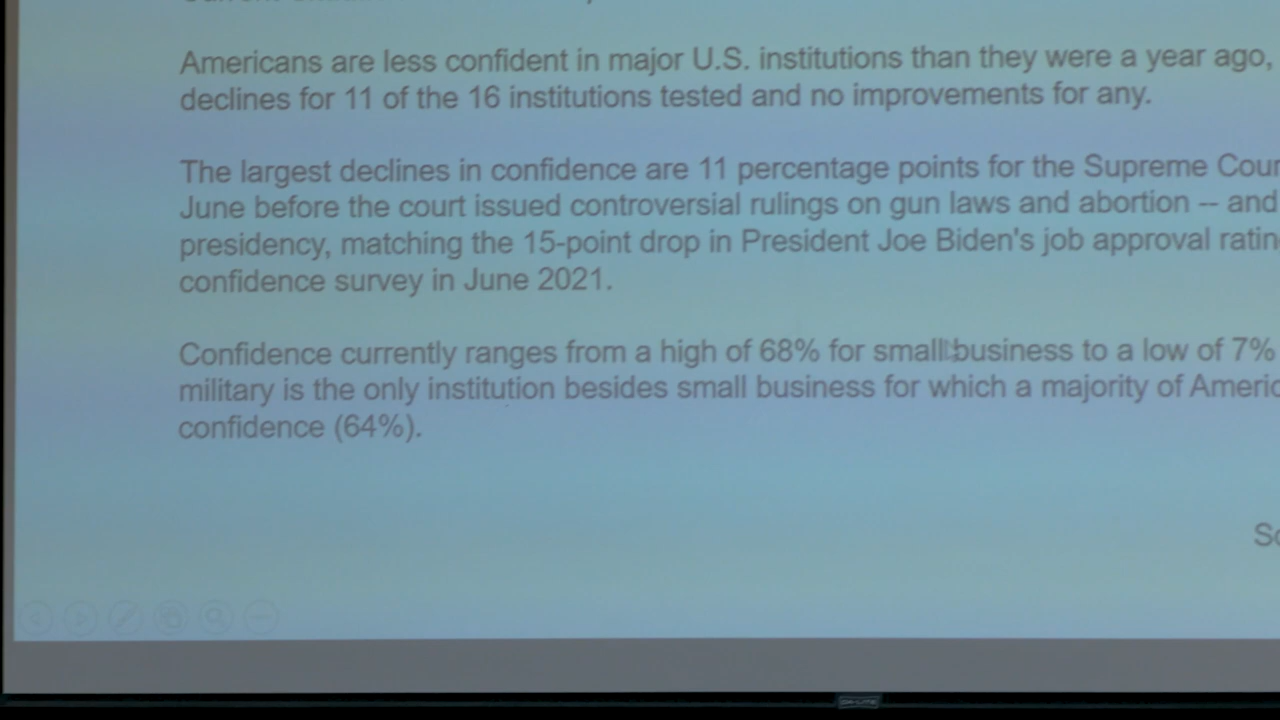 Americans are less confident in major U.S. institutions than they were a year ago,
declines for 11 of the 16 institutions tested and no improvements for any.
The largest declines in confidence are 11 percentage points for the Supreme
June before the court issued controversial rulings on gun laws and abortion -- and
presidency, matching the 15-point drop in President Joe Biden's job approval
confidence survey in June 2021.
Confidence currently ranges from a high of 68% for small business to a low of 7%
military is the only institution besides small business for which a majority of
confidence (64%).
DA-LITE